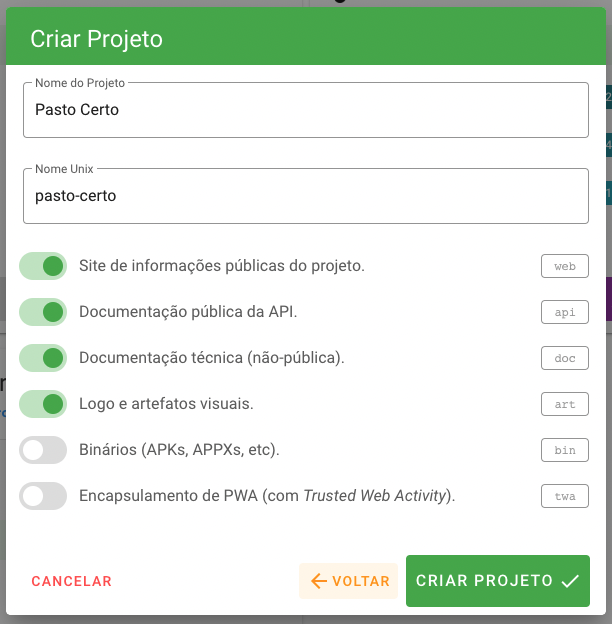 Criar Projeto
Nome do Projeto
Pasto Certo
Nome Unix
pasto-certo
Site de informações públicas do projeto. web
Documentação pública da API. api
Documentação técnica (não-pública). doc
Logo e artefatos visuais. art
Binários (APKs, APPXs, etc). bin
Encapsulamento de PWA (com Trusted Web Activity). twa
CANCELAR VOLTAR CRIAR PROJETO